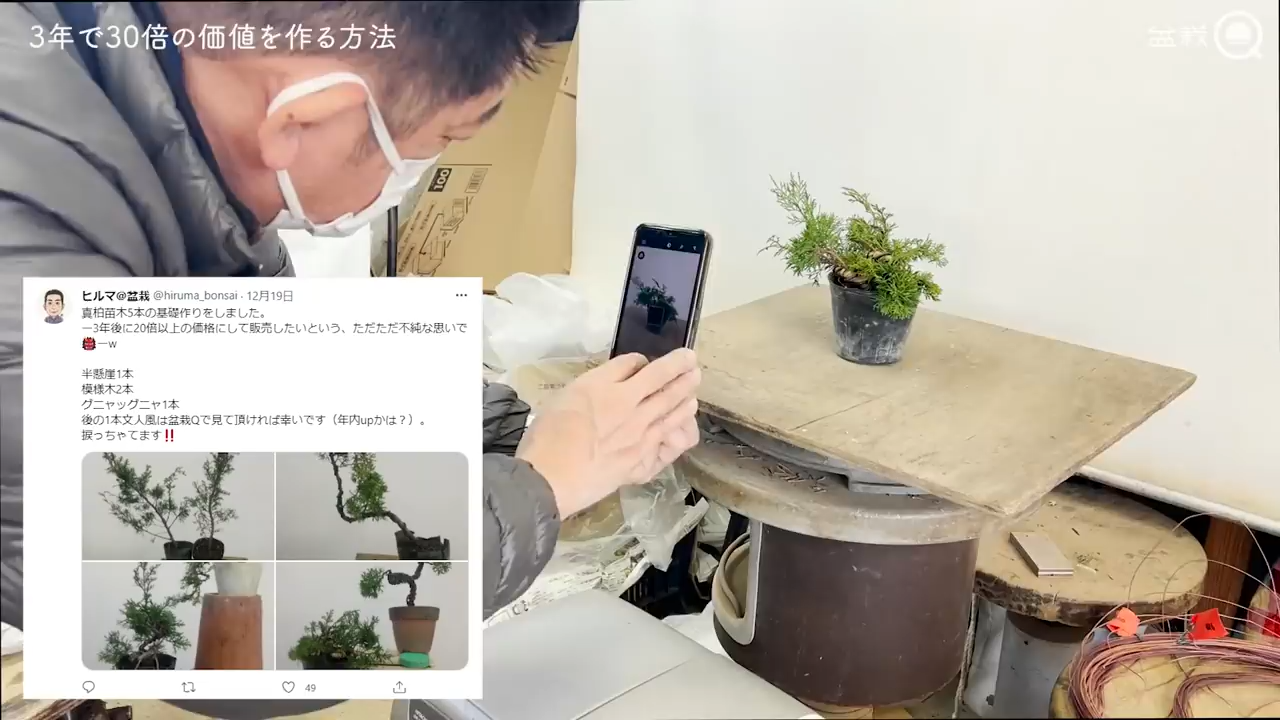 3年で30倍の価値を作る方法
盆栽Q
100
ヒルマ@盆栽 @hiruma_bonsai · 12月19日
真柏苗木5本の基礎作りをしました。
ー3年後に20倍以上の価格にして販売したいという、ただただ不純な思いで
👹ーw
半懸崖1本
模様木2本
グニャッグニャ1本
後の1本文人風は盆栽Qで見て頂ければ幸いです（年内upかは？）。
捩っちゃてます‼️
49